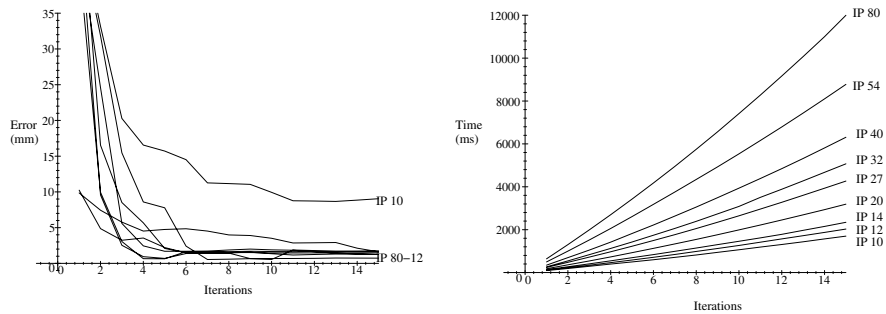 35
30
25
20
Error
(mm)
15
10
5
0
0
2
4
6
8
10
12
14
Iterations
IP 10
IP 80–12
12000
10000
8000
Time
(ms)
6000
4000
2000
0
0
2
4
6
8
10
12
14
Iterations
IP 80
IP 54
IP 40
IP 32
IP 27
IP 20
IP 14
IP 12
IP 10